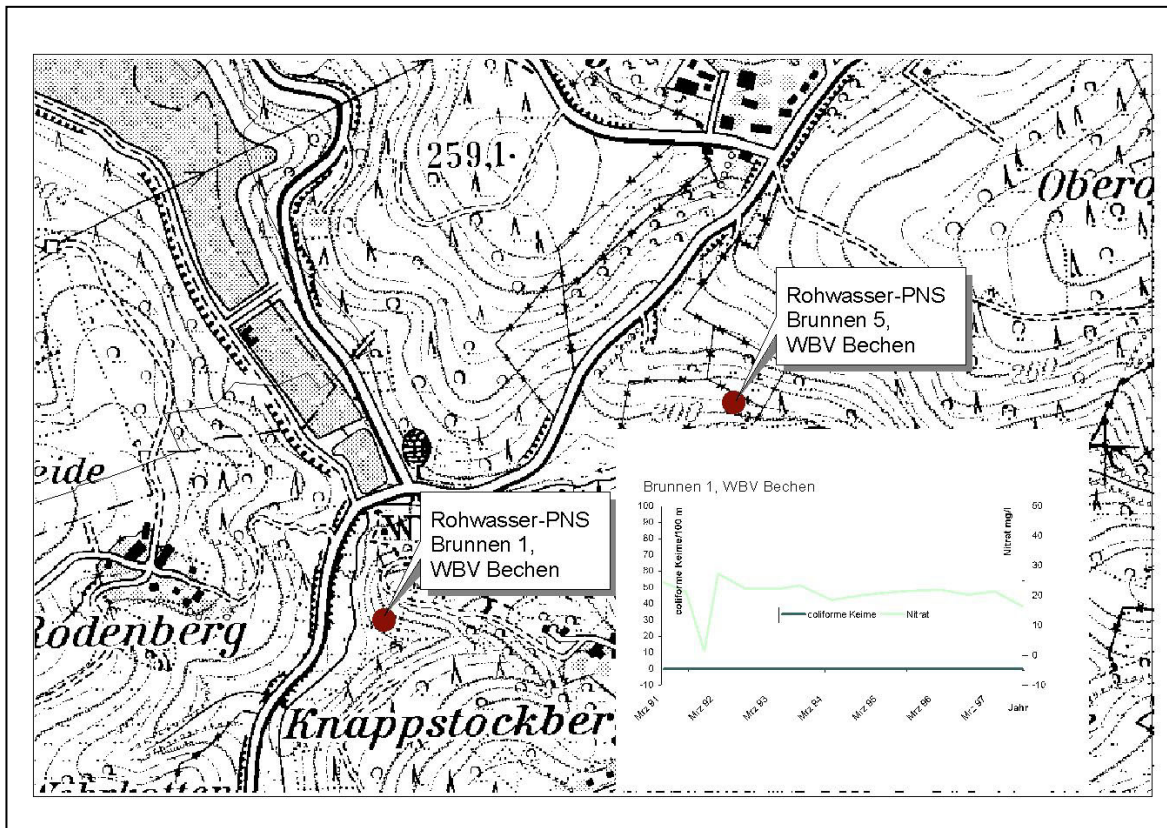 259,1·
Obero
Rohwasser-PNS
Brunnen 5,
WBV Bechen
300
260
eide
Rohwasser-PNS
Brunnen 1,
WBV Bechen
W
Rodenberg
Knappstockber
Brunnen 1, WBV Bechen
coliforme Keime/100 m
100
90
80
70
60
50
40
30
20
10
0
-10
Nitrat mg/l
50
40
30
20
10
0
-10
coliforme Keime
Nitrat
Mrz 91
Mrz 92
Mrz 93
Mrz 94
Mrz 95
Mrz 96
Mrz 97
Jahr